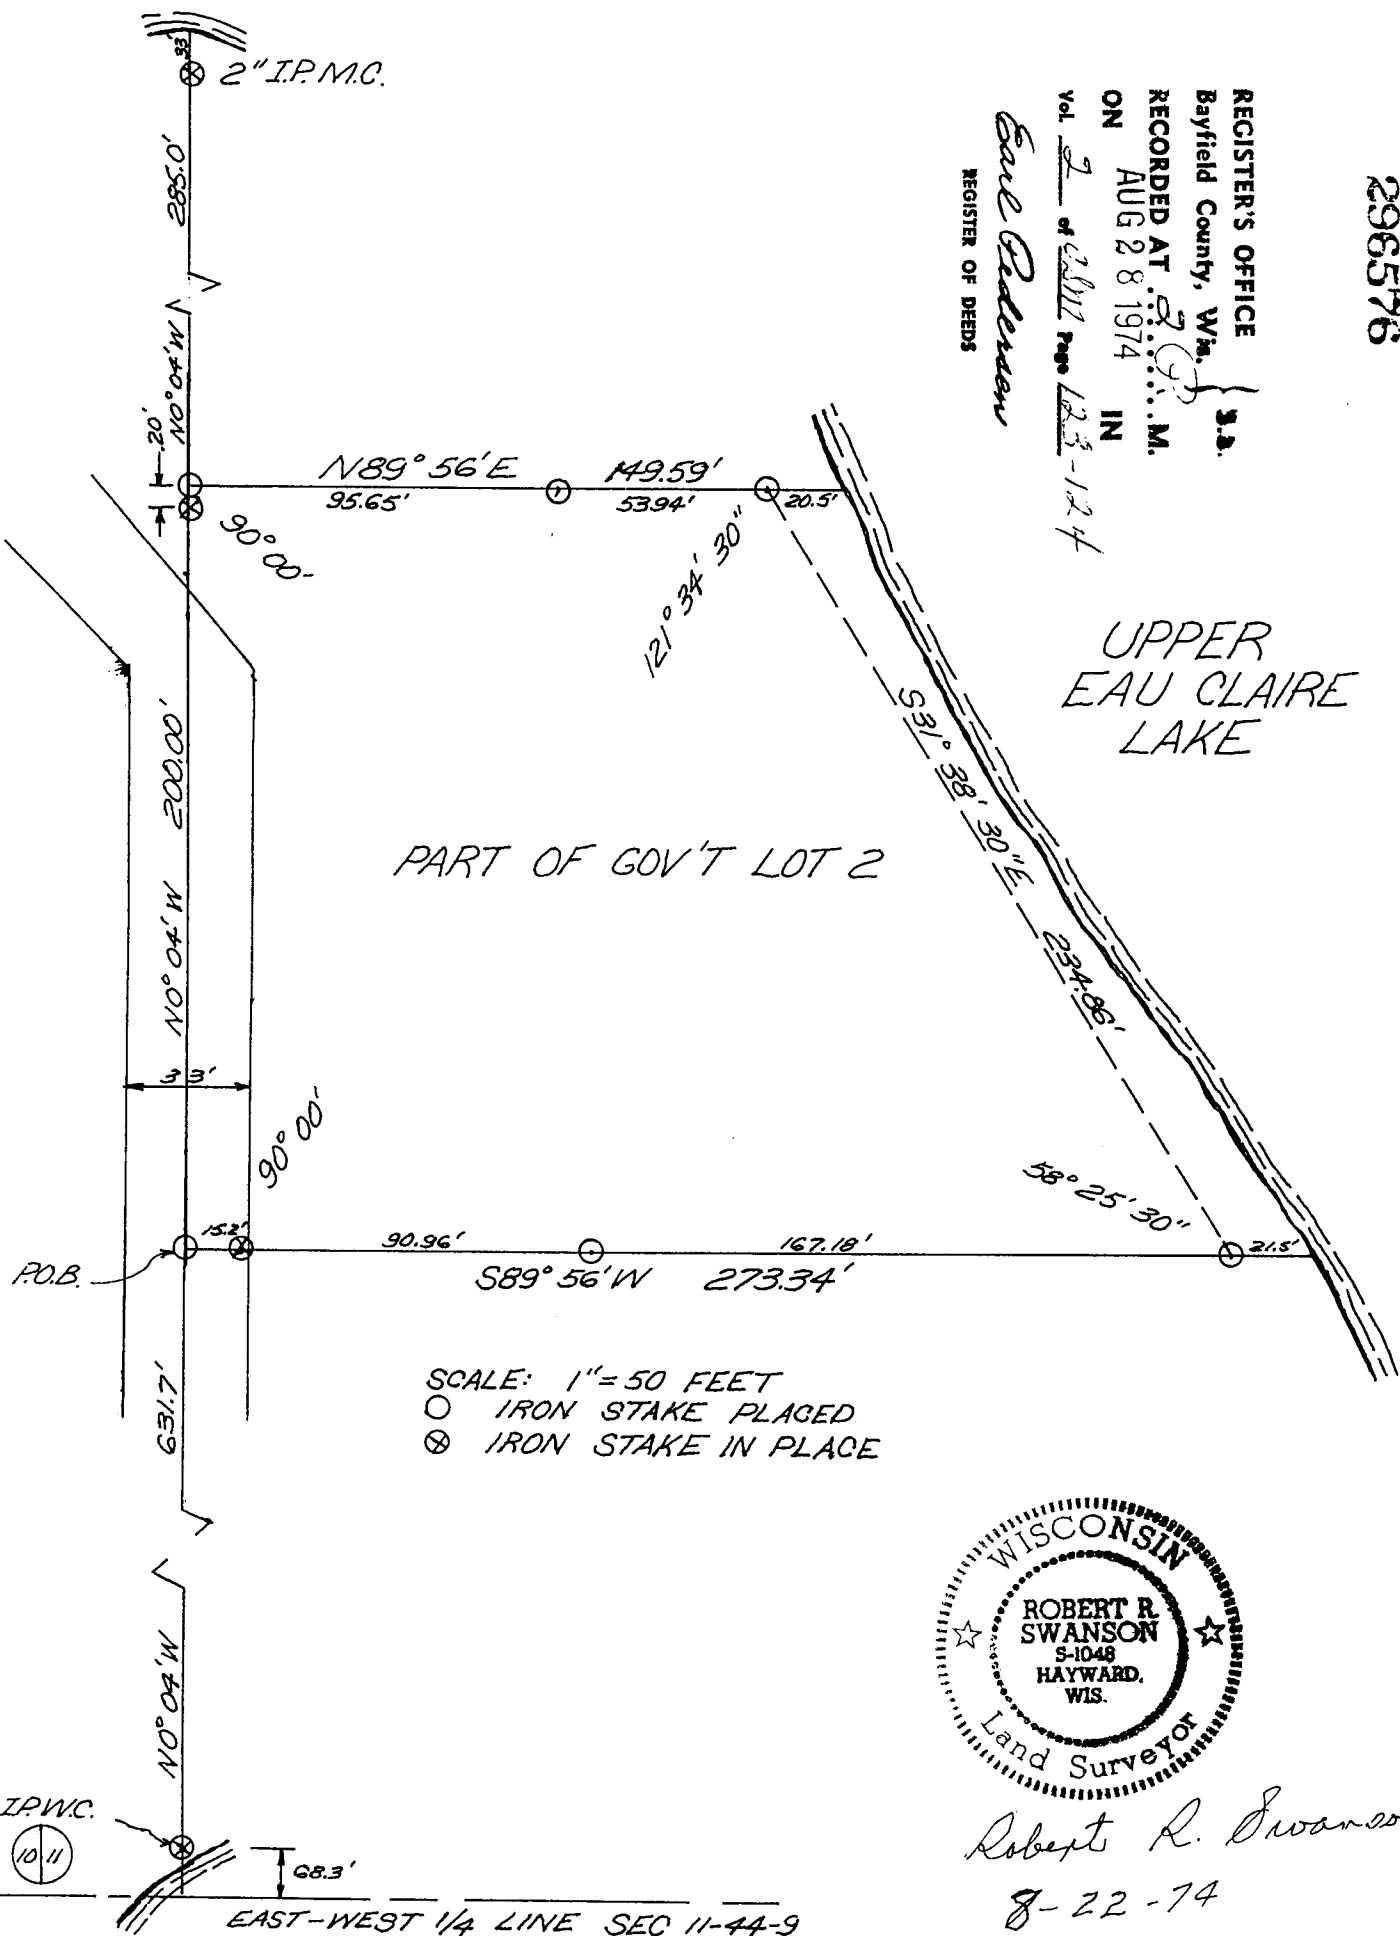 33'
2" I.P. M.C.
285.0'
N0° 04' W
.20'
N89° 56' E 149.59'
95.65' 53.94' 20.5'
90° 00'
121° 34' 30"
REGISTER'S OFFICE
Bayfield County, Wis. } S.S.
RECORDED AT 2 P. M.
ON AUG 28 1974 IN
Vol. 2 of CSM Page 123-124
Earl Pederson
REGISTER OF DEEDS
296576
UPPER
EAU CLAIRE
LAKE
S31° 38' 30" E 234.86'
N0° 04' W 200.00'
PART OF GOV'T LOT 2
33'
90° 00'
58° 25' 30"
P.O.B.
15.2' 90.96' 167.18' 21.5'
S89° 56' W 273.34'
631.7'
SCALE: 1" = 50 FEET
IRON STAKE PLACED
IRON STAKE IN PLACE
N0° 04' W
I.P.W.C.
10 11
68.3'
EAST-WEST 1/4 LINE SEC 11-44-9
WISCONSIN
ROBERT R.
SWANSON
S-1048
HAYWARD,
WIS.
Land Surveyor
Robert R. Swanso
8-22-74